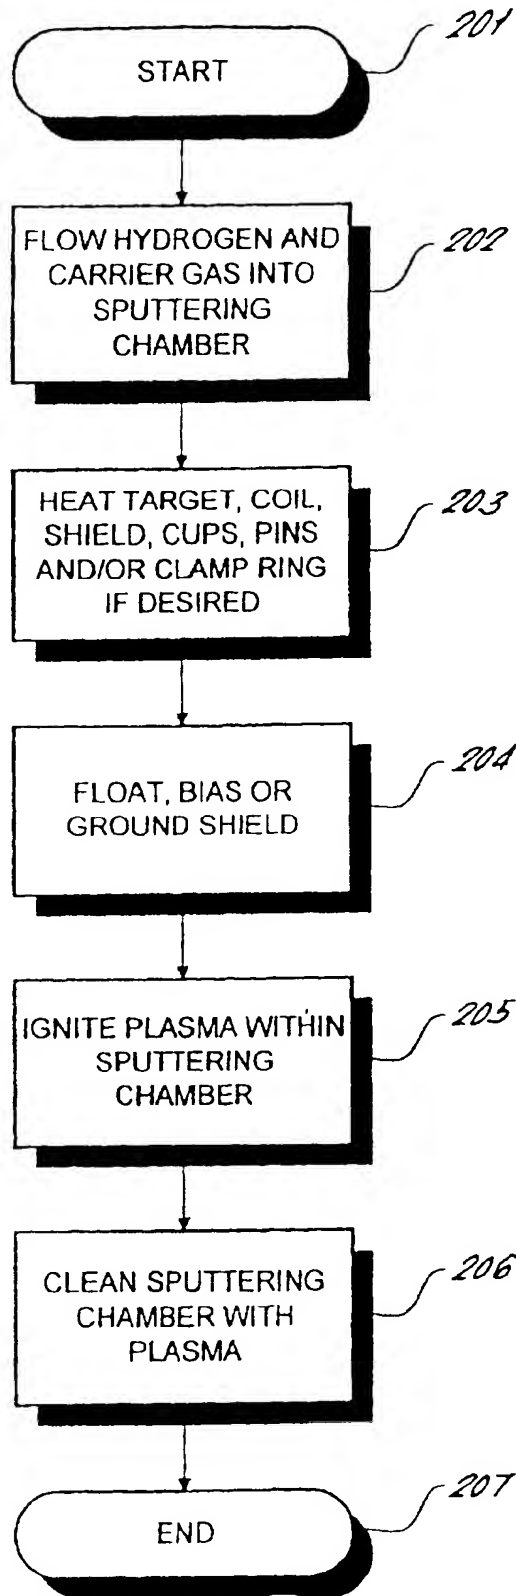 201
START
FLOW HYDROGEN AND
CARRIER GAS INTO
SPUTTERING
CHAMBER
202
HEAT TARGET, COIL,
SHIELD, CUPS, PINS
AND/OR CLAMP RING
IF DESIRED
203
FLOAT, BIAS OR
GROUND SHIELD
204
IGNITE PLASMA WITHIN
SPUTTERING
CHAMBER
205
CLEAN SPUTTERING
CHAMBER WITH
PLASMA
206
END
207